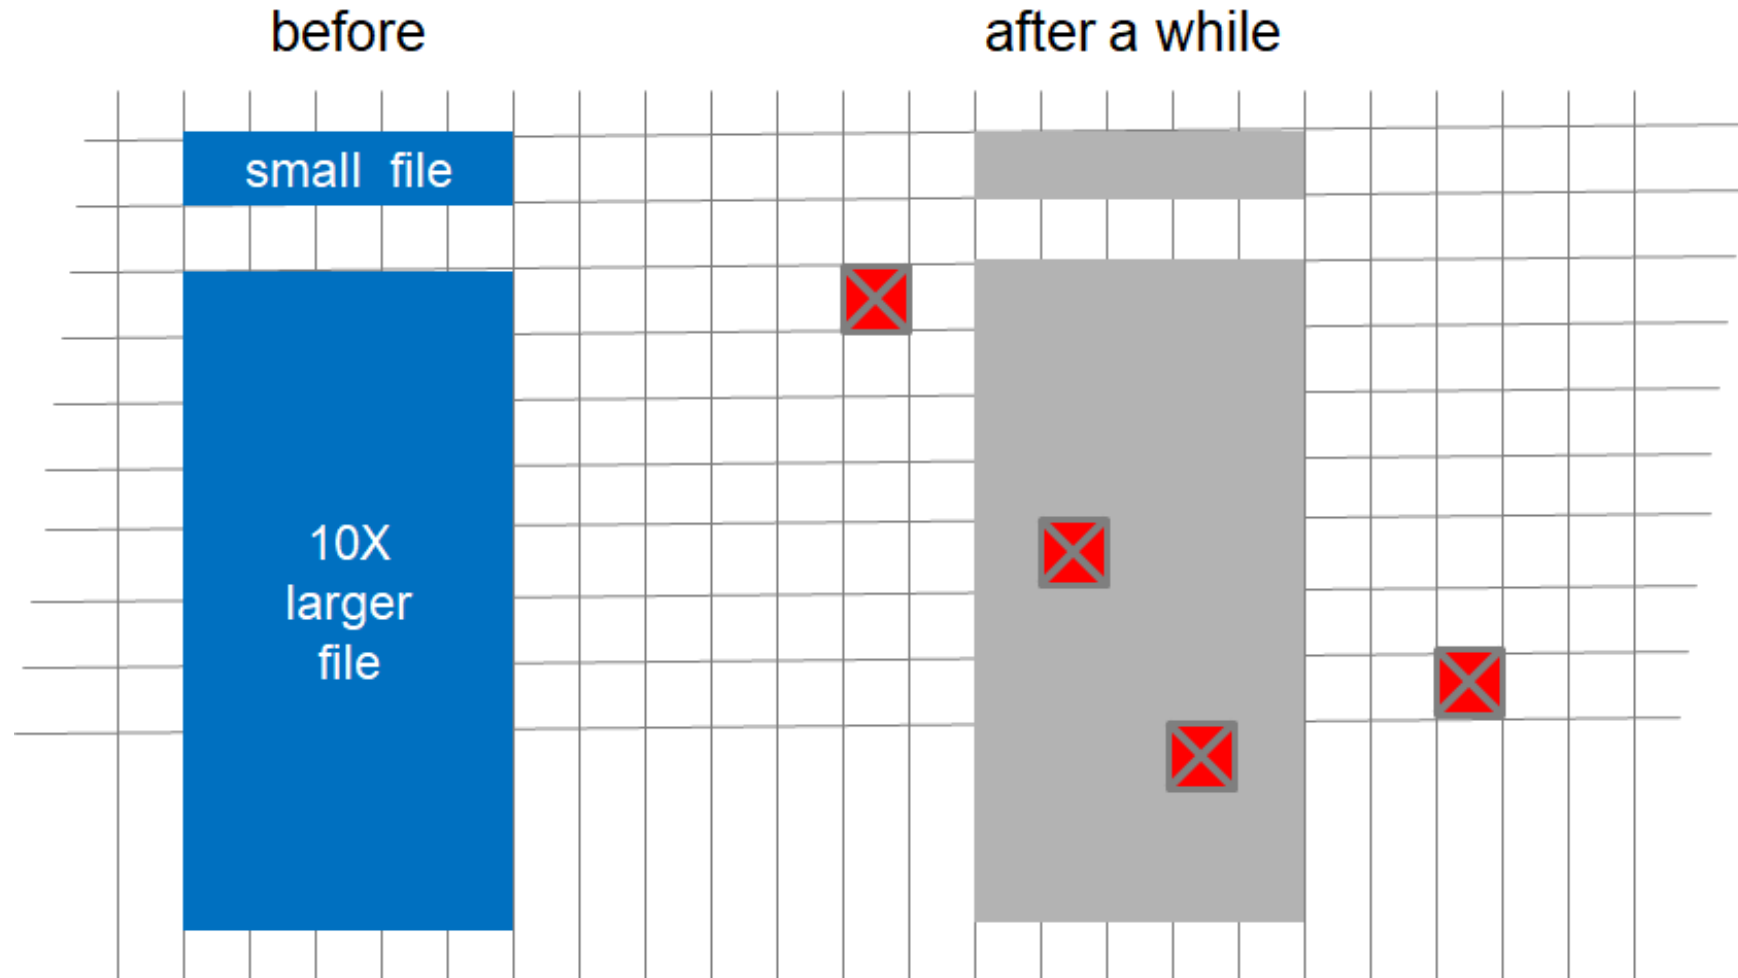 before
after a while
small file
10X
larger
file